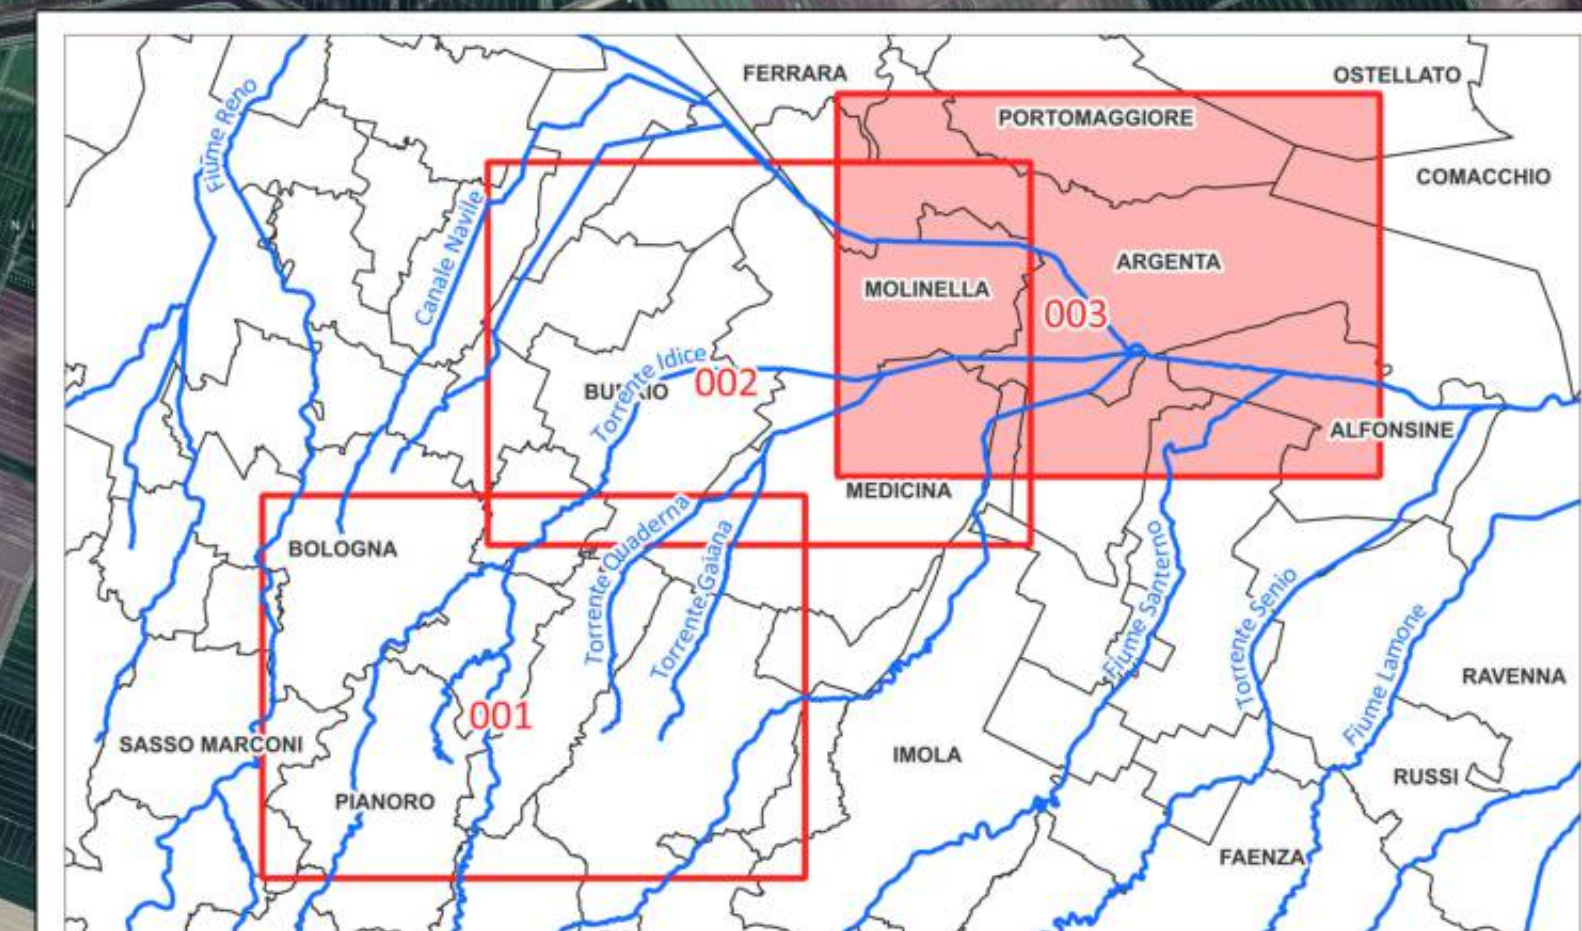 FERRARA
OSTELLATO
PORTOMAGGIORE
Fiume Reno
COMACCHIO
Canale Navile
ARGENTA
MOLINELLA
003
Torrente Idice
002
ALFONSINE
MEDICINA
BOLOGNA
Torrente Quaderna
Torrente Gaiana
Fiume Santerno
Torrente Senio
Fiume Lamone
RAVENNA
001
SASSO MARCONI
IMOLA
RUSSI
PIANORO
FAENZA